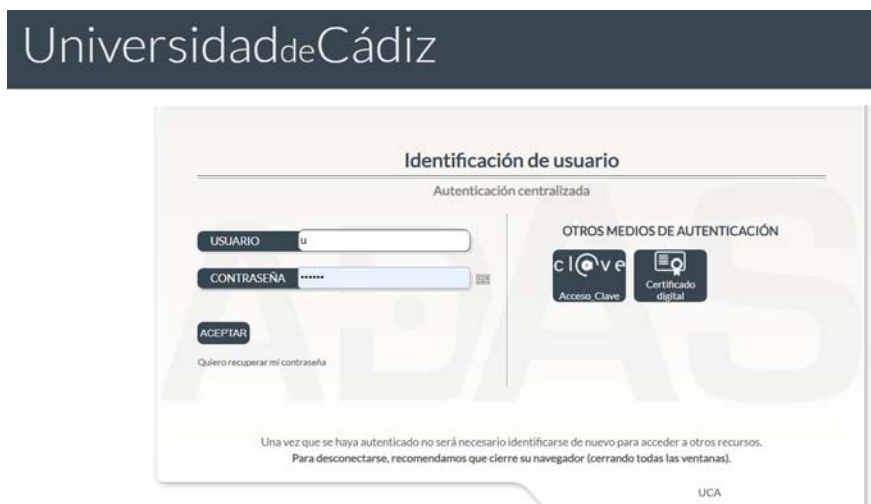 UniversidaddeCádiz
Identificación de usuario
Autenticación centralizada
USUARIO u
CONTRASEÑA ••••••
ACEPTAR
Quiero recuperar mi contraseña
OTROS MEDIOS DE AUTENTICACIÓN
cl@ve
Acceso_Clave
Certificado
digital
ADAS
Una vez que se haya autenticado no será necesario identificarse de nuevo para acceder a otros recursos.
Para desconectarse, recomendamos que cierre su navegador (cerrando todas las ventanas).
UCA